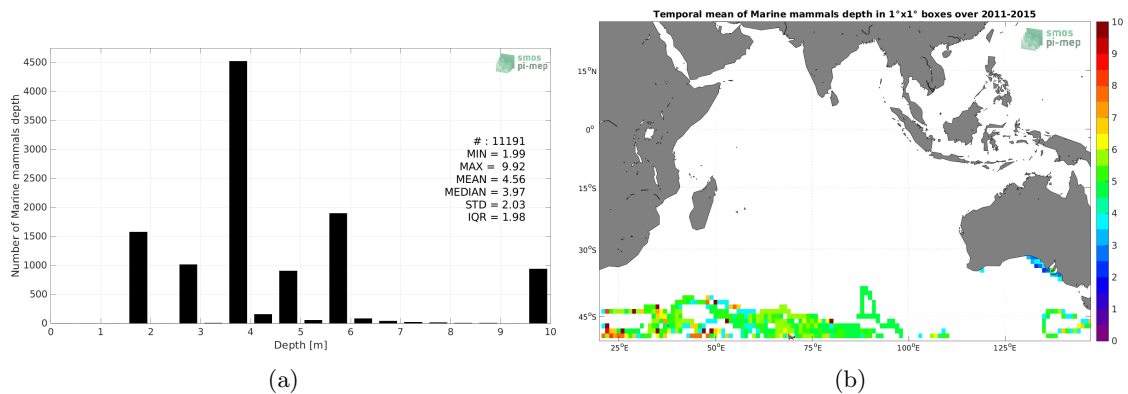 smos
pi-mep
4500
4000
3500
3000
2500
2000
1500
1000
500
0
Number of Marine mammals depth
# : 11191
MIN = 1.99
MAX = 9.92
MEAN = 4.56
MEDIAN = 3.97
STD = 2.03
IQR = 1.98
0 1 2 3 4 5 6 7 8 9 10
Depth [m]
(a)
Temporal mean of Marine mammals depth in 1°x1° boxes over 2011-2015
smos
pi-mep
15°N
0°
15°S
30°S
45°S
25°E 50°E 75°E 100°E 125°E
10
9
8
7
6
5
4
3
2
1
0
(b)